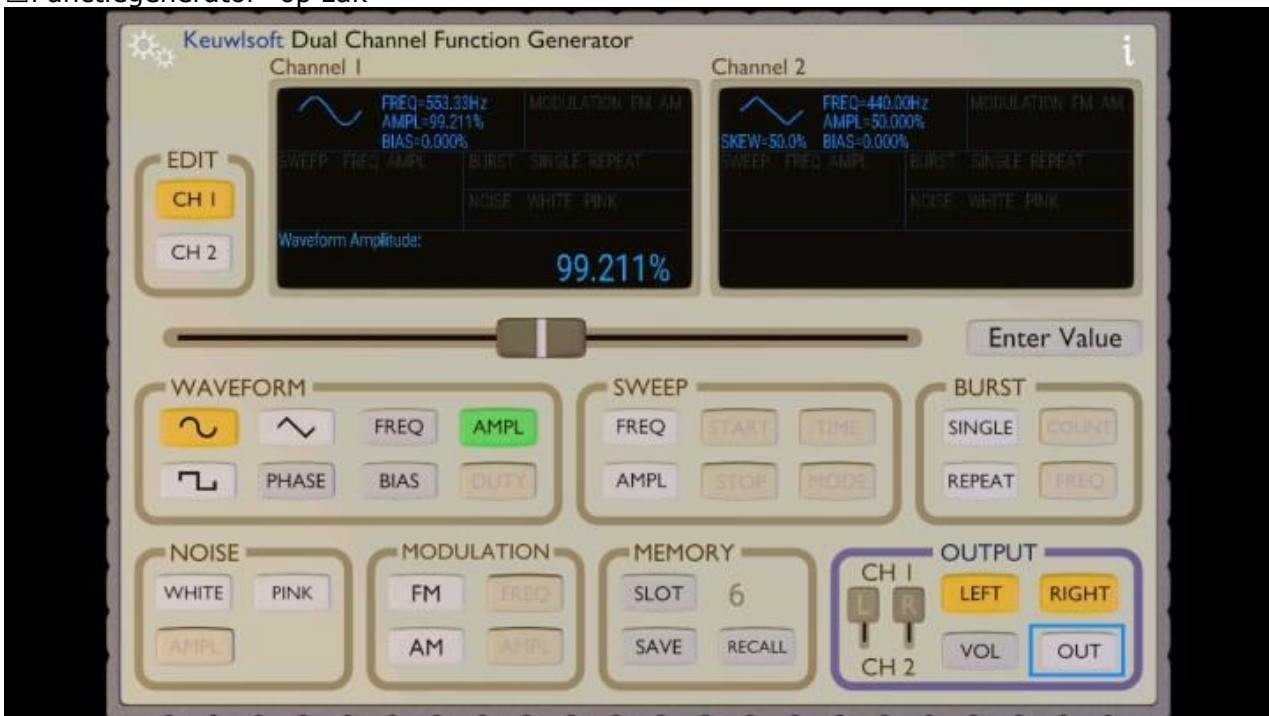 Functiegenerator "op zak"
Keuwlsoft Dual Channel Function Generator
i
Channel 1
Channel 2
FREQ=553.33Hz
AMPL=99.211%
BIAS=0.000%
MODULATION FM AM
SWEEP FREQ AMPL
BURST SINGLE REPEAT
NOISE WHITE PINK
Waveform Amplitude:
99.211%
FREQ=440.00Hz
AMPL=50.000%
SKEW=50.0% BIAS=0.000%
MODULATION FM AM
SWEEP FREQ AMPL
BURST SINGLE REPEAT
NOISE WHITE PINK
EDIT
CH 1
CH 2
Enter Value
WAVEFORM
FREQ AMPL
PHASE BIAS DUTY
SWEEP
FREQ START TIME
AMPL STOP MODE
BURST
SINGLE COUNT
REPEAT FREQ
NOISE
WHITE PINK
AMPL
MODULATION
FM FREQ
AM AMPL
MEMORY
SLOT 6
SAVE RECALL
OUTPUT
CH 1
L R
CH 2
LEFT RIGHT
VOL OUT